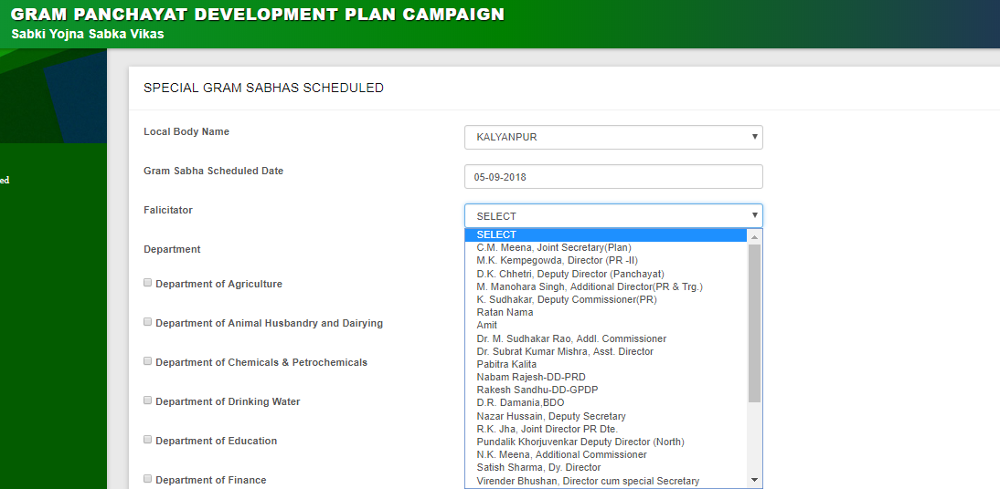 GRAM PANCHAYAT DEVELOPMENT PLAN CAMPAIGN
Sabki Yojna Sabka Vikas
ed
SPECIAL GRAM SABHAS SCHEDULED
Local Body Name
KALYANPUR
Gram Sabha Scheduled Date
05-09-2018
Falicitator
SELECT
SELECT
C.M. Meena, Joint Secretary(Plan)
M.K. Kempegowda, Director (PR -II)
D.K. Chhetri, Deputy Director (Panchayat)
M. Manohara Singh, Additional Director(PR & Trg.)
K. Sudhakar, Deputy Commissioner(PR)
Ratan Nama
Amit
Dr. M. Sudhakar Rao, Addl. Commissioner
Dr. Subrat Kumar Mishra, Asst. Director
Pabitra Kalita
Nabam Rajesh-DD-PRD
Rakesh Sandhu-DD-GPDP
D.R. Damania,BDO
Nazar Hussain, Deputy Secretary
R.K. Jha, Joint Director PR Dte.
Pundalik Khorjuvenkar Deputy Director (North)
N.K. Meena, Additional Commissioner
Satish Sharma, Dy. Director
Virender Bhushan, Director cum special Secretary
Department
Department of Agriculture
Department of Animal Husbandry and Dairying
Department of Chemicals & Petrochemicals
Department of Drinking Water
Department of Education
Department of Finance